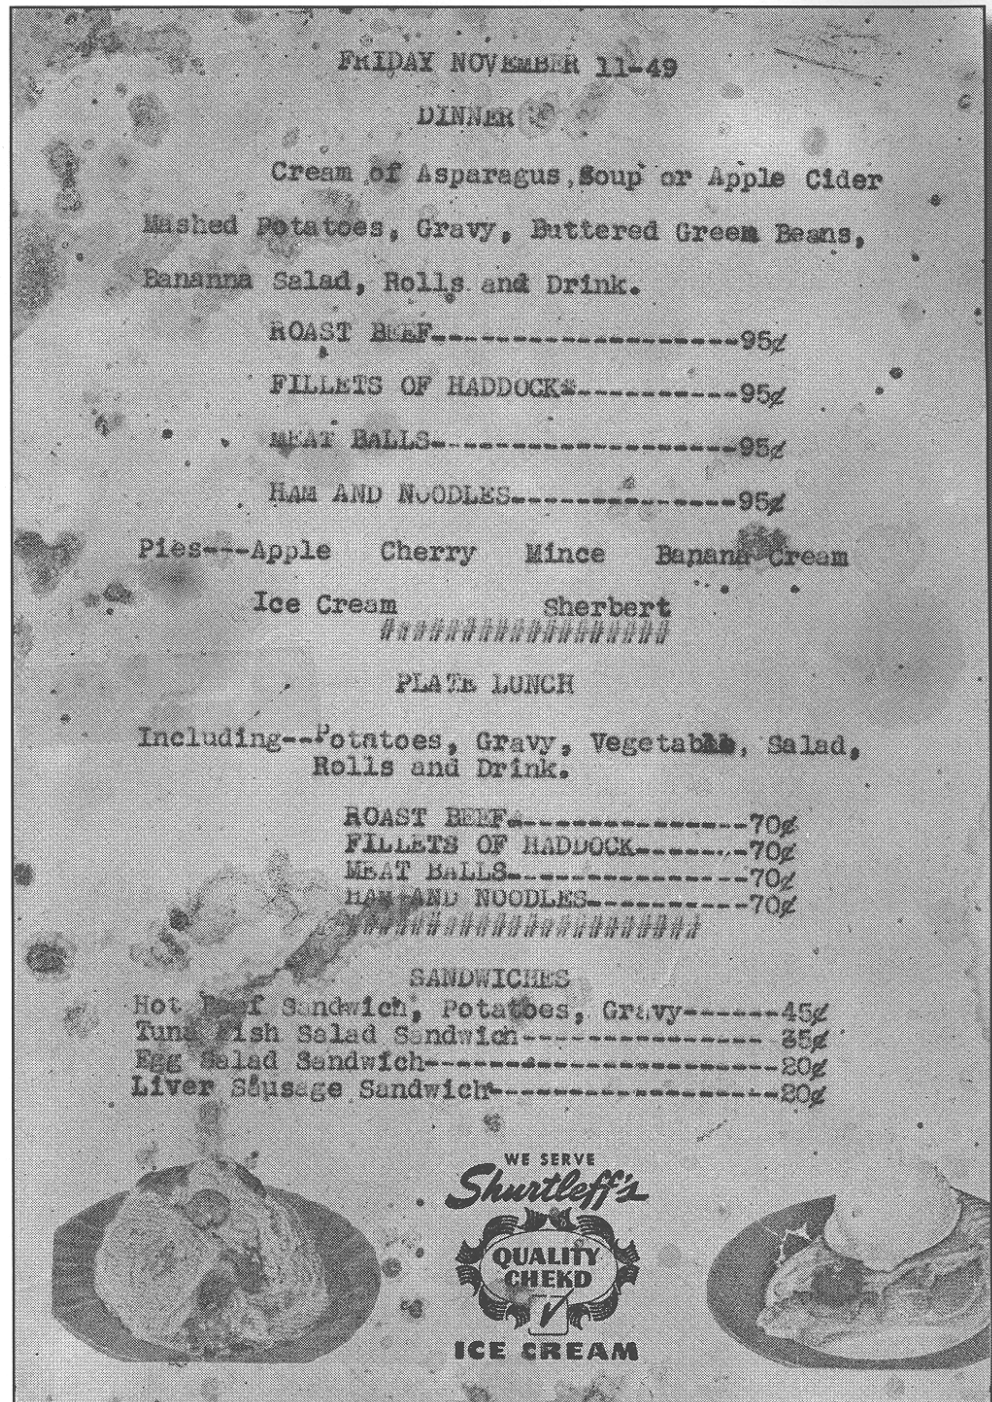 FRIDAY NOVEMBER 11-49
DINNER
Cream of Asparagus,Soup or Apple Cider
Mashed Potatoes, Gravy, Buttered Green Beans,
Bananna Salad, Rolls and Drink.
ROAST BEEF-------------------95¢
FILLETS OF HADDOCK*----------95¢
MEAT BALLS-------------------95¢
HAM AND NOODLES--------------95¢
Pies---Apple Cherry Mince Banana Cream
Ice Cream Sherbert
##################
PLATE LUNCH
Including--Potatoes, Gravy, Vegetable, Salad,
Rolls and Drink.
ROAST BEEF---------------70¢
FILLETS OF HADDOCK-------70¢
MEAT BALLS---------------70¢
HAM AND NOODLES----------70¢
######################
SANDWICHES
Hot Beef Sandwich, Potatoes, Gravy------45¢
Tuna Fish Salad Sandwich--------------- 35¢
Egg Salad Sandwich----------------------20¢
Liver Sausage Sandwich------------------20¢
WE SERVE
Shurtleff's
QUALITY
CHEKD
ICE CREAM